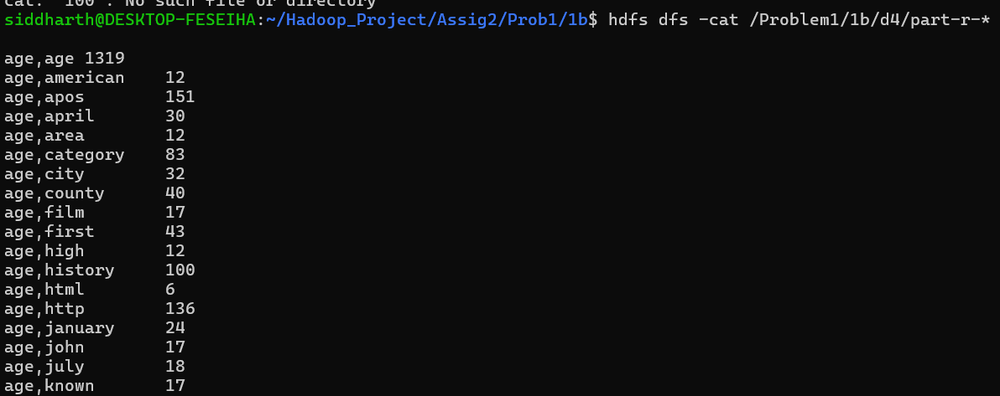 cat: `100': No such file or directory
siddharth@DESKTOP-FESEIHA:~/Hadoop_Project/Assig2/Prob1/1b$ hdfs dfs -cat /Problem1/1b/d4/part-r-*
age,age 1319
age,american 12
age,apos 151
age,april 30
age,area 12
age,category 83
age,city 32
age,county 40
age,film 17
age,first 43
age,high 12
age,history 100
age,html 6
age,http 136
age,january 24
age,john 17
age,july 18
age,known 17